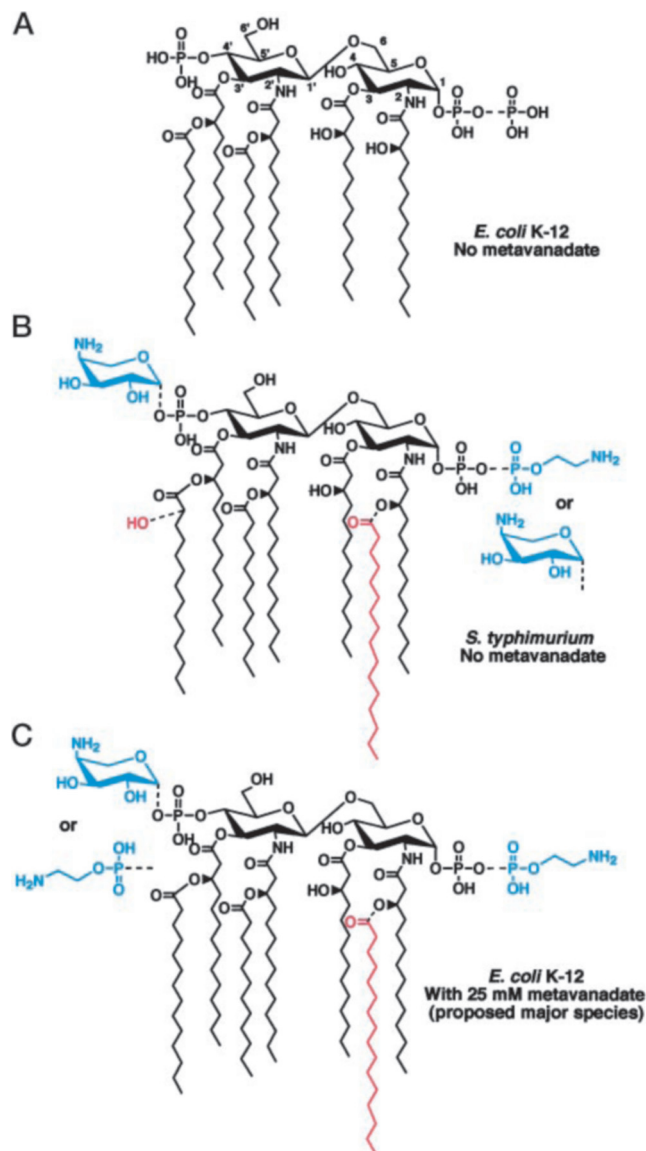 A
6' OH
O
6
HO P O 4' 5' O 4 HO 5 O
OH O 3' 2' NH 1' O 3 2 NH 1
O O O O O P O P OH
OH OH
O O O O HO HO
E. coli K-12
No metavanadate
B
NH2
O
HO OH
O P O
OH
OH
O
O
HO
O
O NH O NH O P O P O NH2
OH OH
O O O O HO O
HO O
or
NH2
O
HO OH
S. typhimurium
No metavanadate
C
NH2
O
HO OH
or
O P O
OH
OH
O
O
HO
O
O NH O NH O P O P O NH2
OH OH
H2N O P OH
O
O O O O HO O
O
E. coli K-12
With 25 mM metavanadate
(proposed major species)